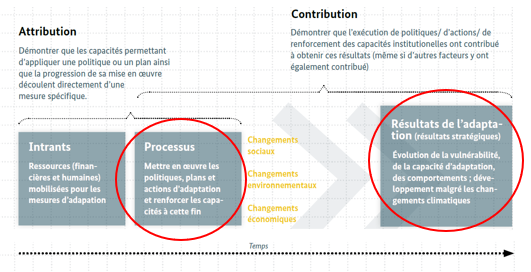 Attribution
Démontrer que les capacités permettant
d'appliquer une politique ou un plan ainsi
que la progression de sa mise en œuvre
découlent directement d'une
mesure spécifique.
Contribution
Démontrer que l'exécution de politiques/ d'actions/ de
renforcement des capacités institutionelles ont contribué
à obtenir ces résultats (même si d'autres facteurs y ont
également contribué)
Intrants
Ressources (finan-
cières et humaines)
mobilisées pour les
mesures d'adapation
Processus
Mettre en œuvre les
politiques, plans et
actions d'adaptation
et renforcer les capa-
cités à cette fin
Changements
sociaux
Changements
environnementaux
Changements
économiques
Résultats de l'adapta-
tion (résultats stratégiques)
Évolution de la vulnérabilité,
de la capacité d'adaptation,
des comportements ; déve-
loppement malgré les chan-
gements climatiques
Temps